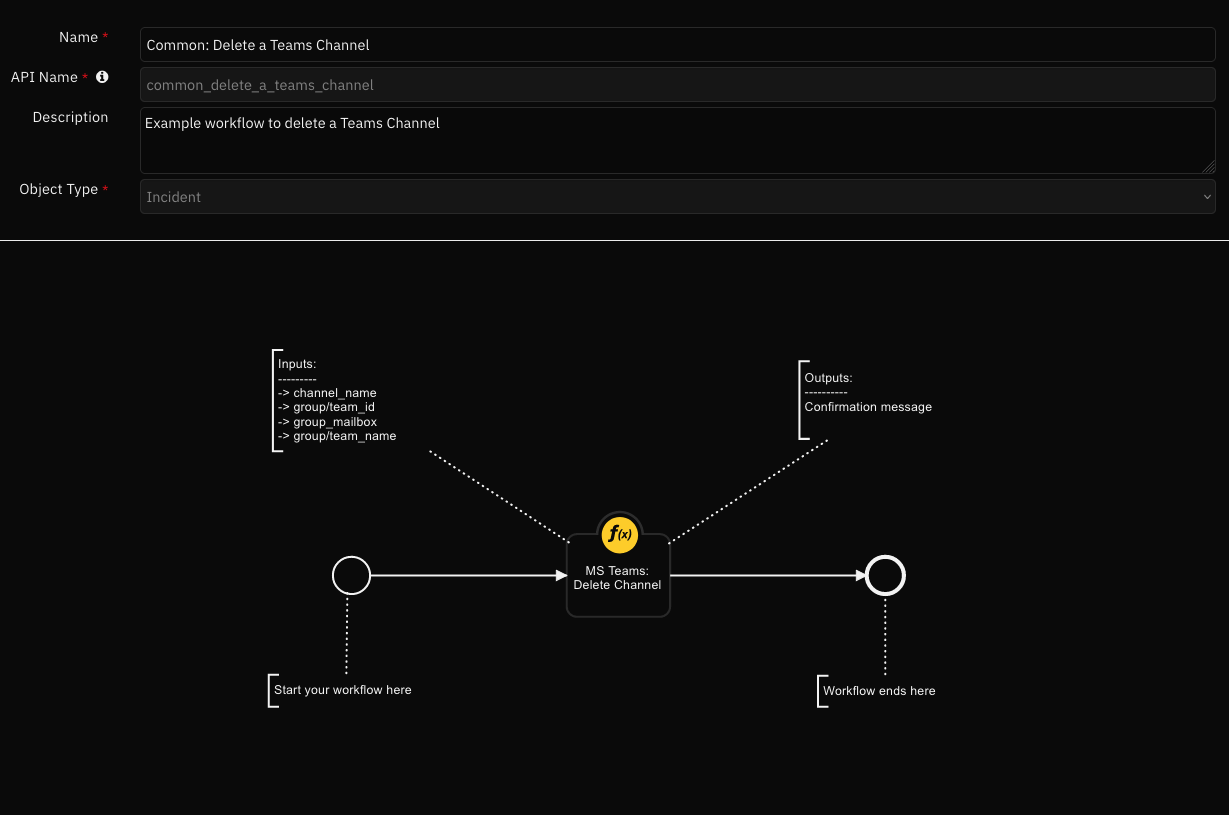 Name *
Common: Delete a Teams Channel
API Name *
common_delete_a_teams_channel
Description
Example workflow to delete a Teams Channel
Object Type *
Incident
Inputs:
---------
-> channel_name
-> group/team_id
-> group_mailbox
-> group/team_name
Outputs:
----------
Confirmation message
f(x)
MS Teams:
Delete Channel
Start your workflow here
Workflow ends here